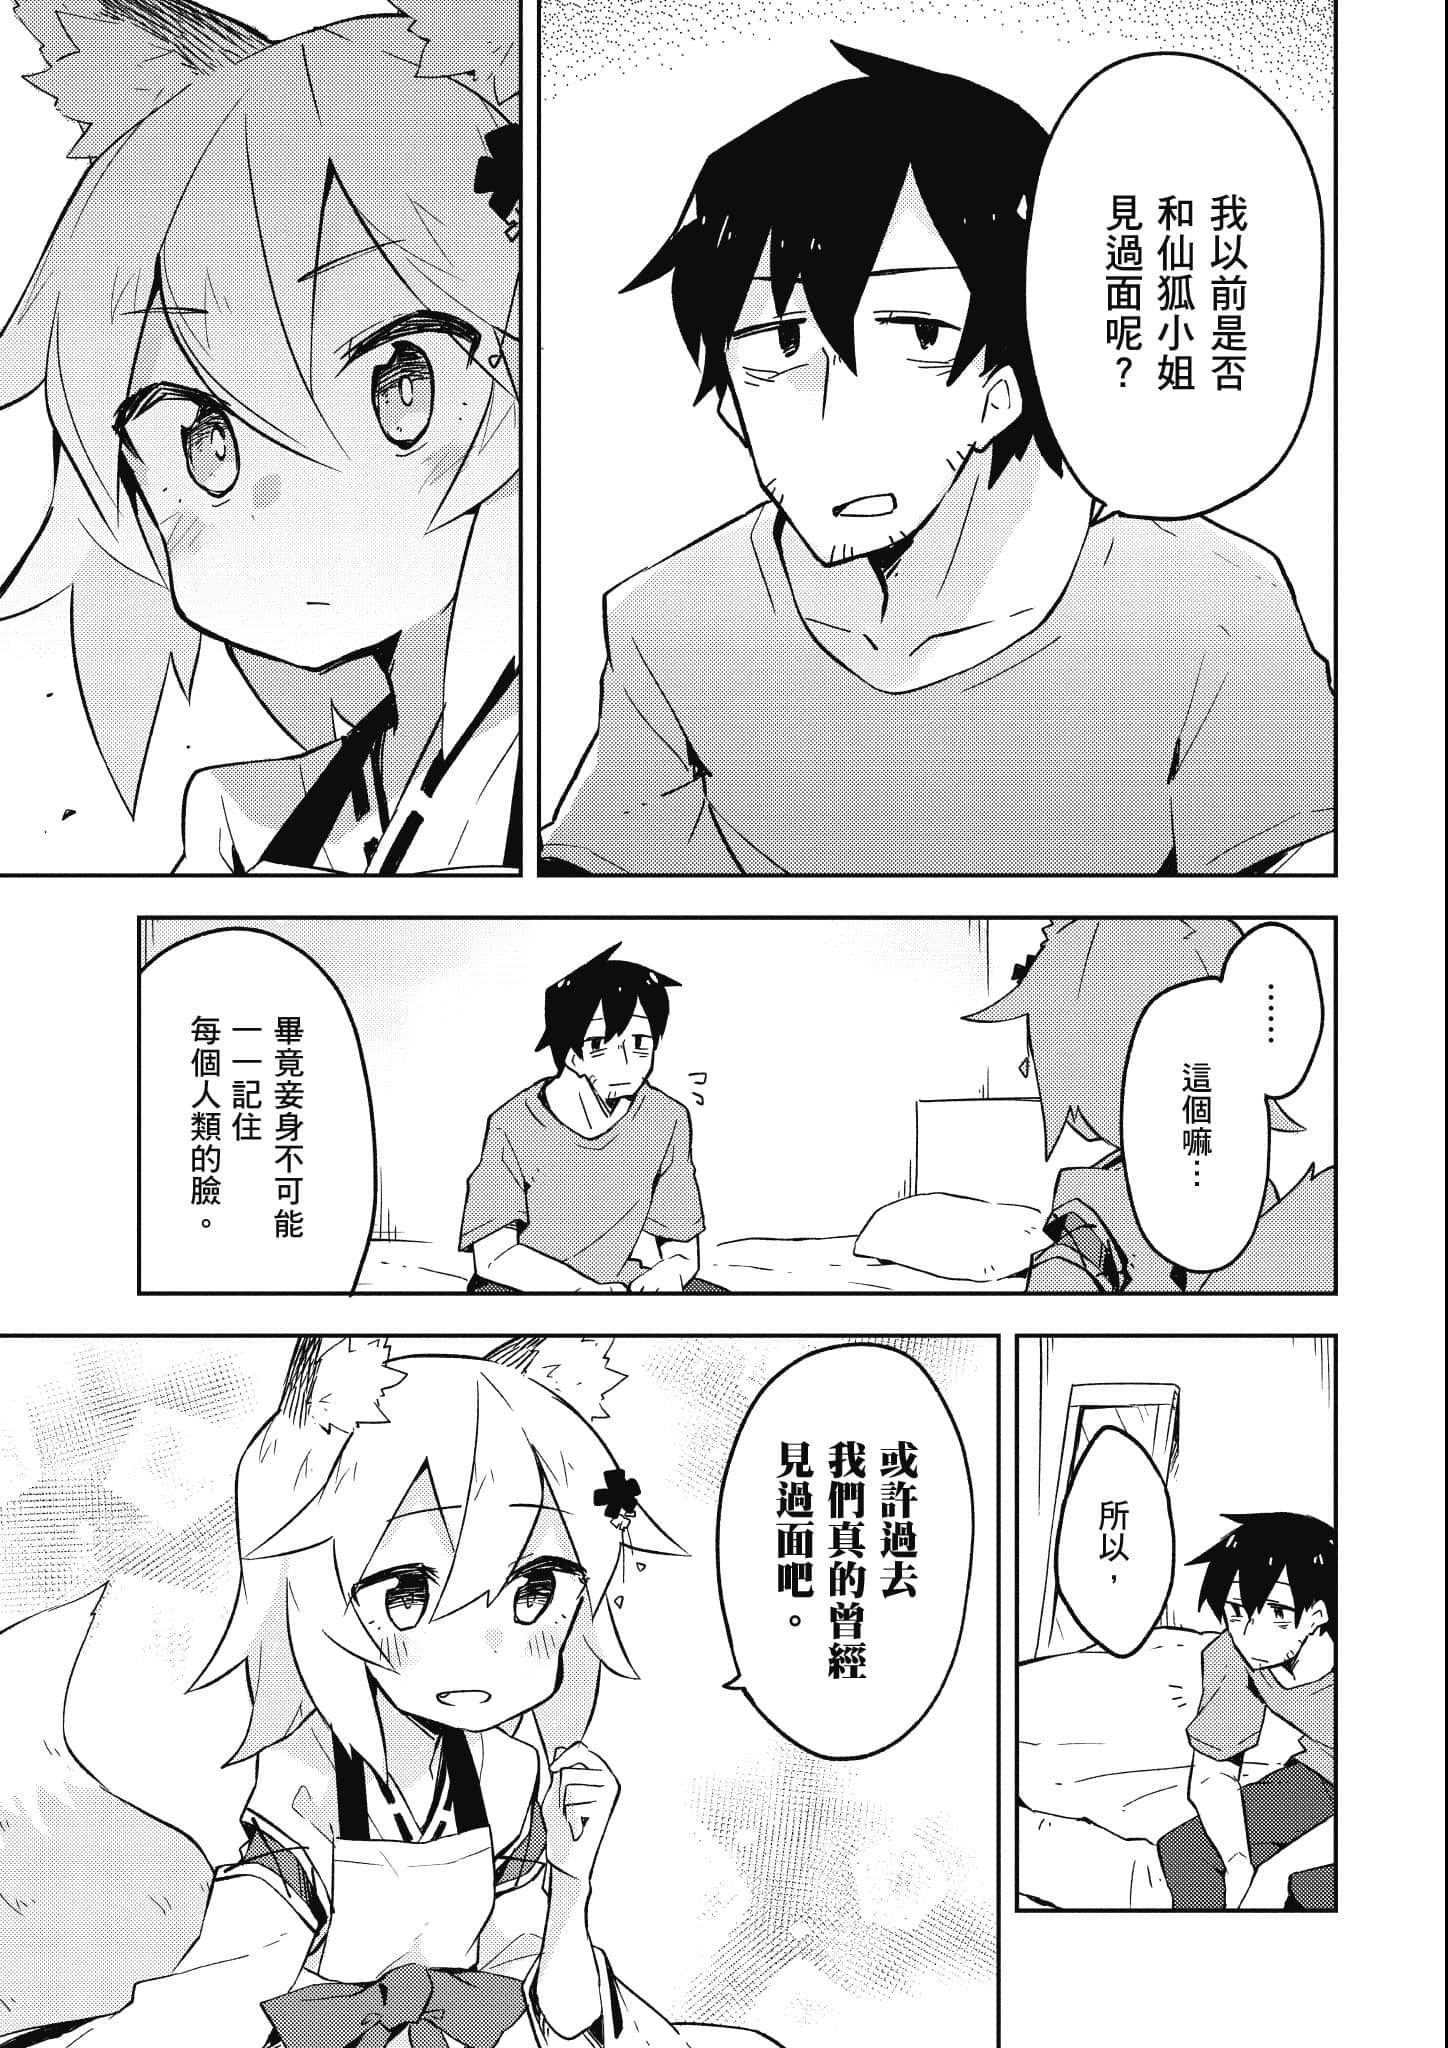 我以前是否
和仙狐小姐
見過面呢？
……
這個嘛…
畢竟妾身不可能
一一記住
每個人類的臉。
所以，
或許過去
我們真的曾經
見過面吧。